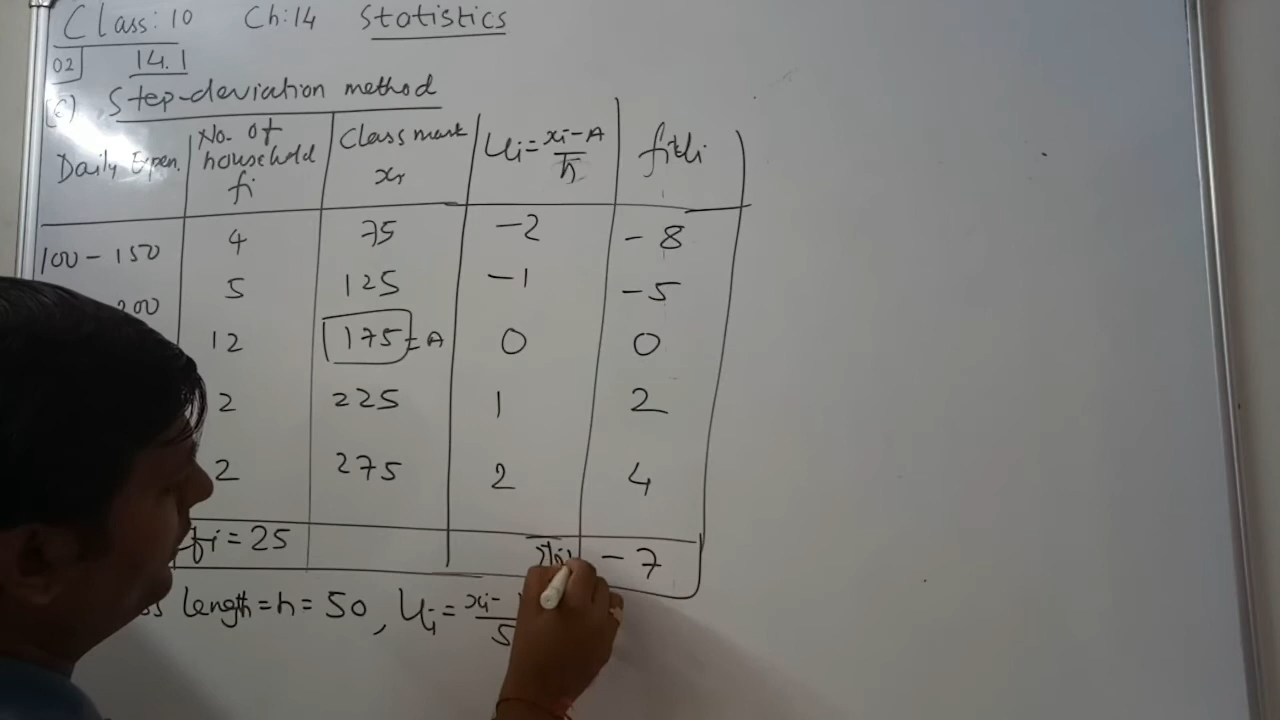 Class: 10 Ch: 14 Statistics
02 14.1
(c) Step-deviation method
Daily Expen. No. of household fi Class mark xi Ui = xi - A / h fiUi
100 - 150 4 75 -2 -8
200 5 125 -1 -5
12 175 = A 0 0
2 225 1 2
2 275 2 4
fi = 25 -7
length = h = 50, Ui = xi -